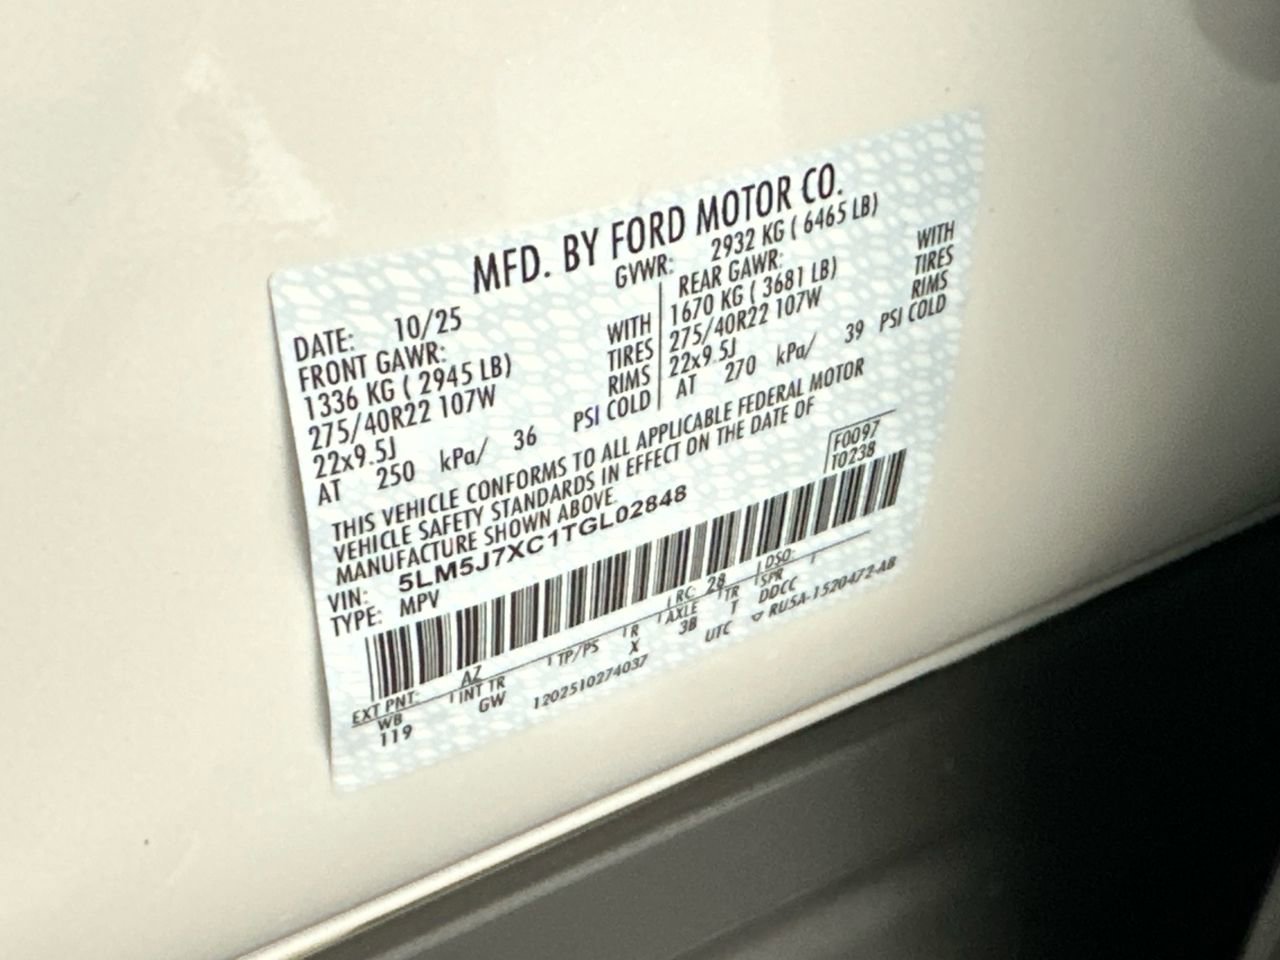 MFD. BY FORD MOTOR CO.
DATE: 10/25
GVWR: 2932 KG ( 6465 LB)
FRONT GAWR:
1336 KG ( 2945 LB) WITH
275/40R22 107W TIRES
22x9.5J RIMS
AT 250 kPa/ 36 PSI COLD
REAR GAWR:
1670 KG ( 3681 LB) WITH
275/40R22 107W TIRES
22x9.5J RIMS
AT 270 kPa/ 39 PSI COLD
THIS VEHICLE CONFORMS TO ALL APPLICABLE FEDERAL MOTOR
VEHICLE SAFETY STANDARDS IN EFFECT ON THE DATE OF
MANUFACTURE SHOWN ABOVE.
F0097
T0238
VIN: 5LM5J7XC1TGL02848
TYPE: MPV
EXT PNT: AZ RC: 28 DSO:
WB INT TR TP/PS R AXLE TR SPR
119 GW X 3B T DDCC
1202510274037 UTC ▽ RU5A-1520472-AB